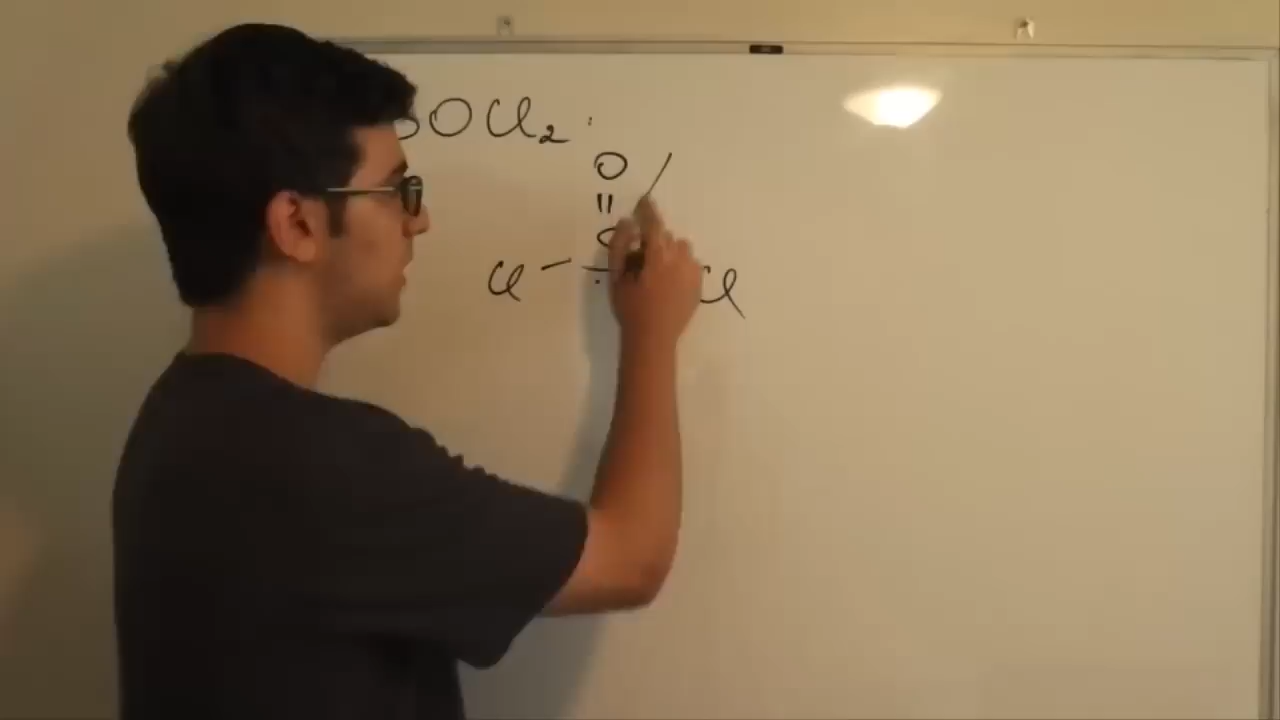 SOCl₂:
O
||
Cl - S - Cl